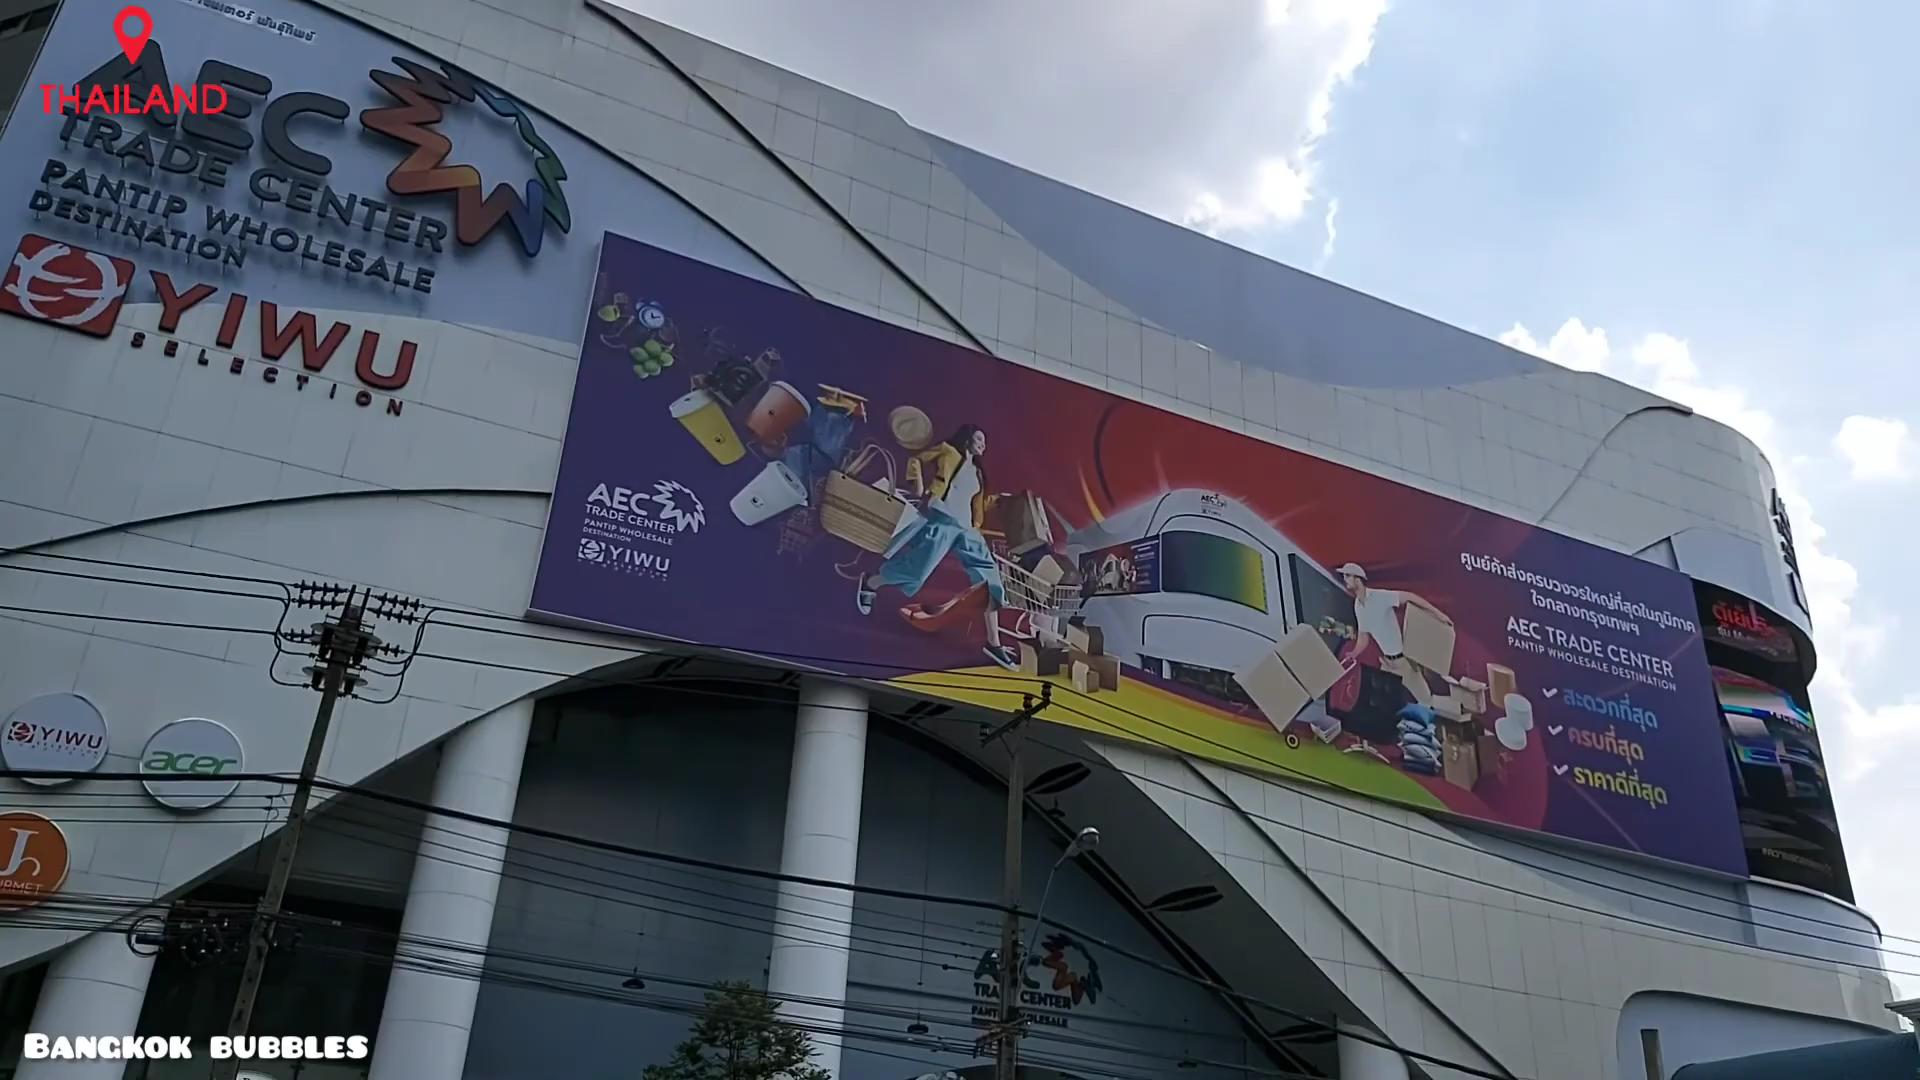 THAILAND
AEC
TRADE CENTER
PANTIP WHOLESALE
DESTINATION
YIWU
SELECTION
AEC
TRADE CENTER
PANTIP WHOLESALE
DESTINATION
YIWU
ศูนย์ค้าส่งครบวงจรใหญ่ที่สุดในภูมิภาค
ใจกลางกรุงเทพฯ
AEC TRADE CENTER
PANTIP WHOLESALE DESTINATION
สะดวกที่สุด
ครบที่สุด
ราคาดีที่สุด
YIWU
acer
AEC
TRADE CENTER
PANTIP WHOLESALE
BANGKOK BUBBLES